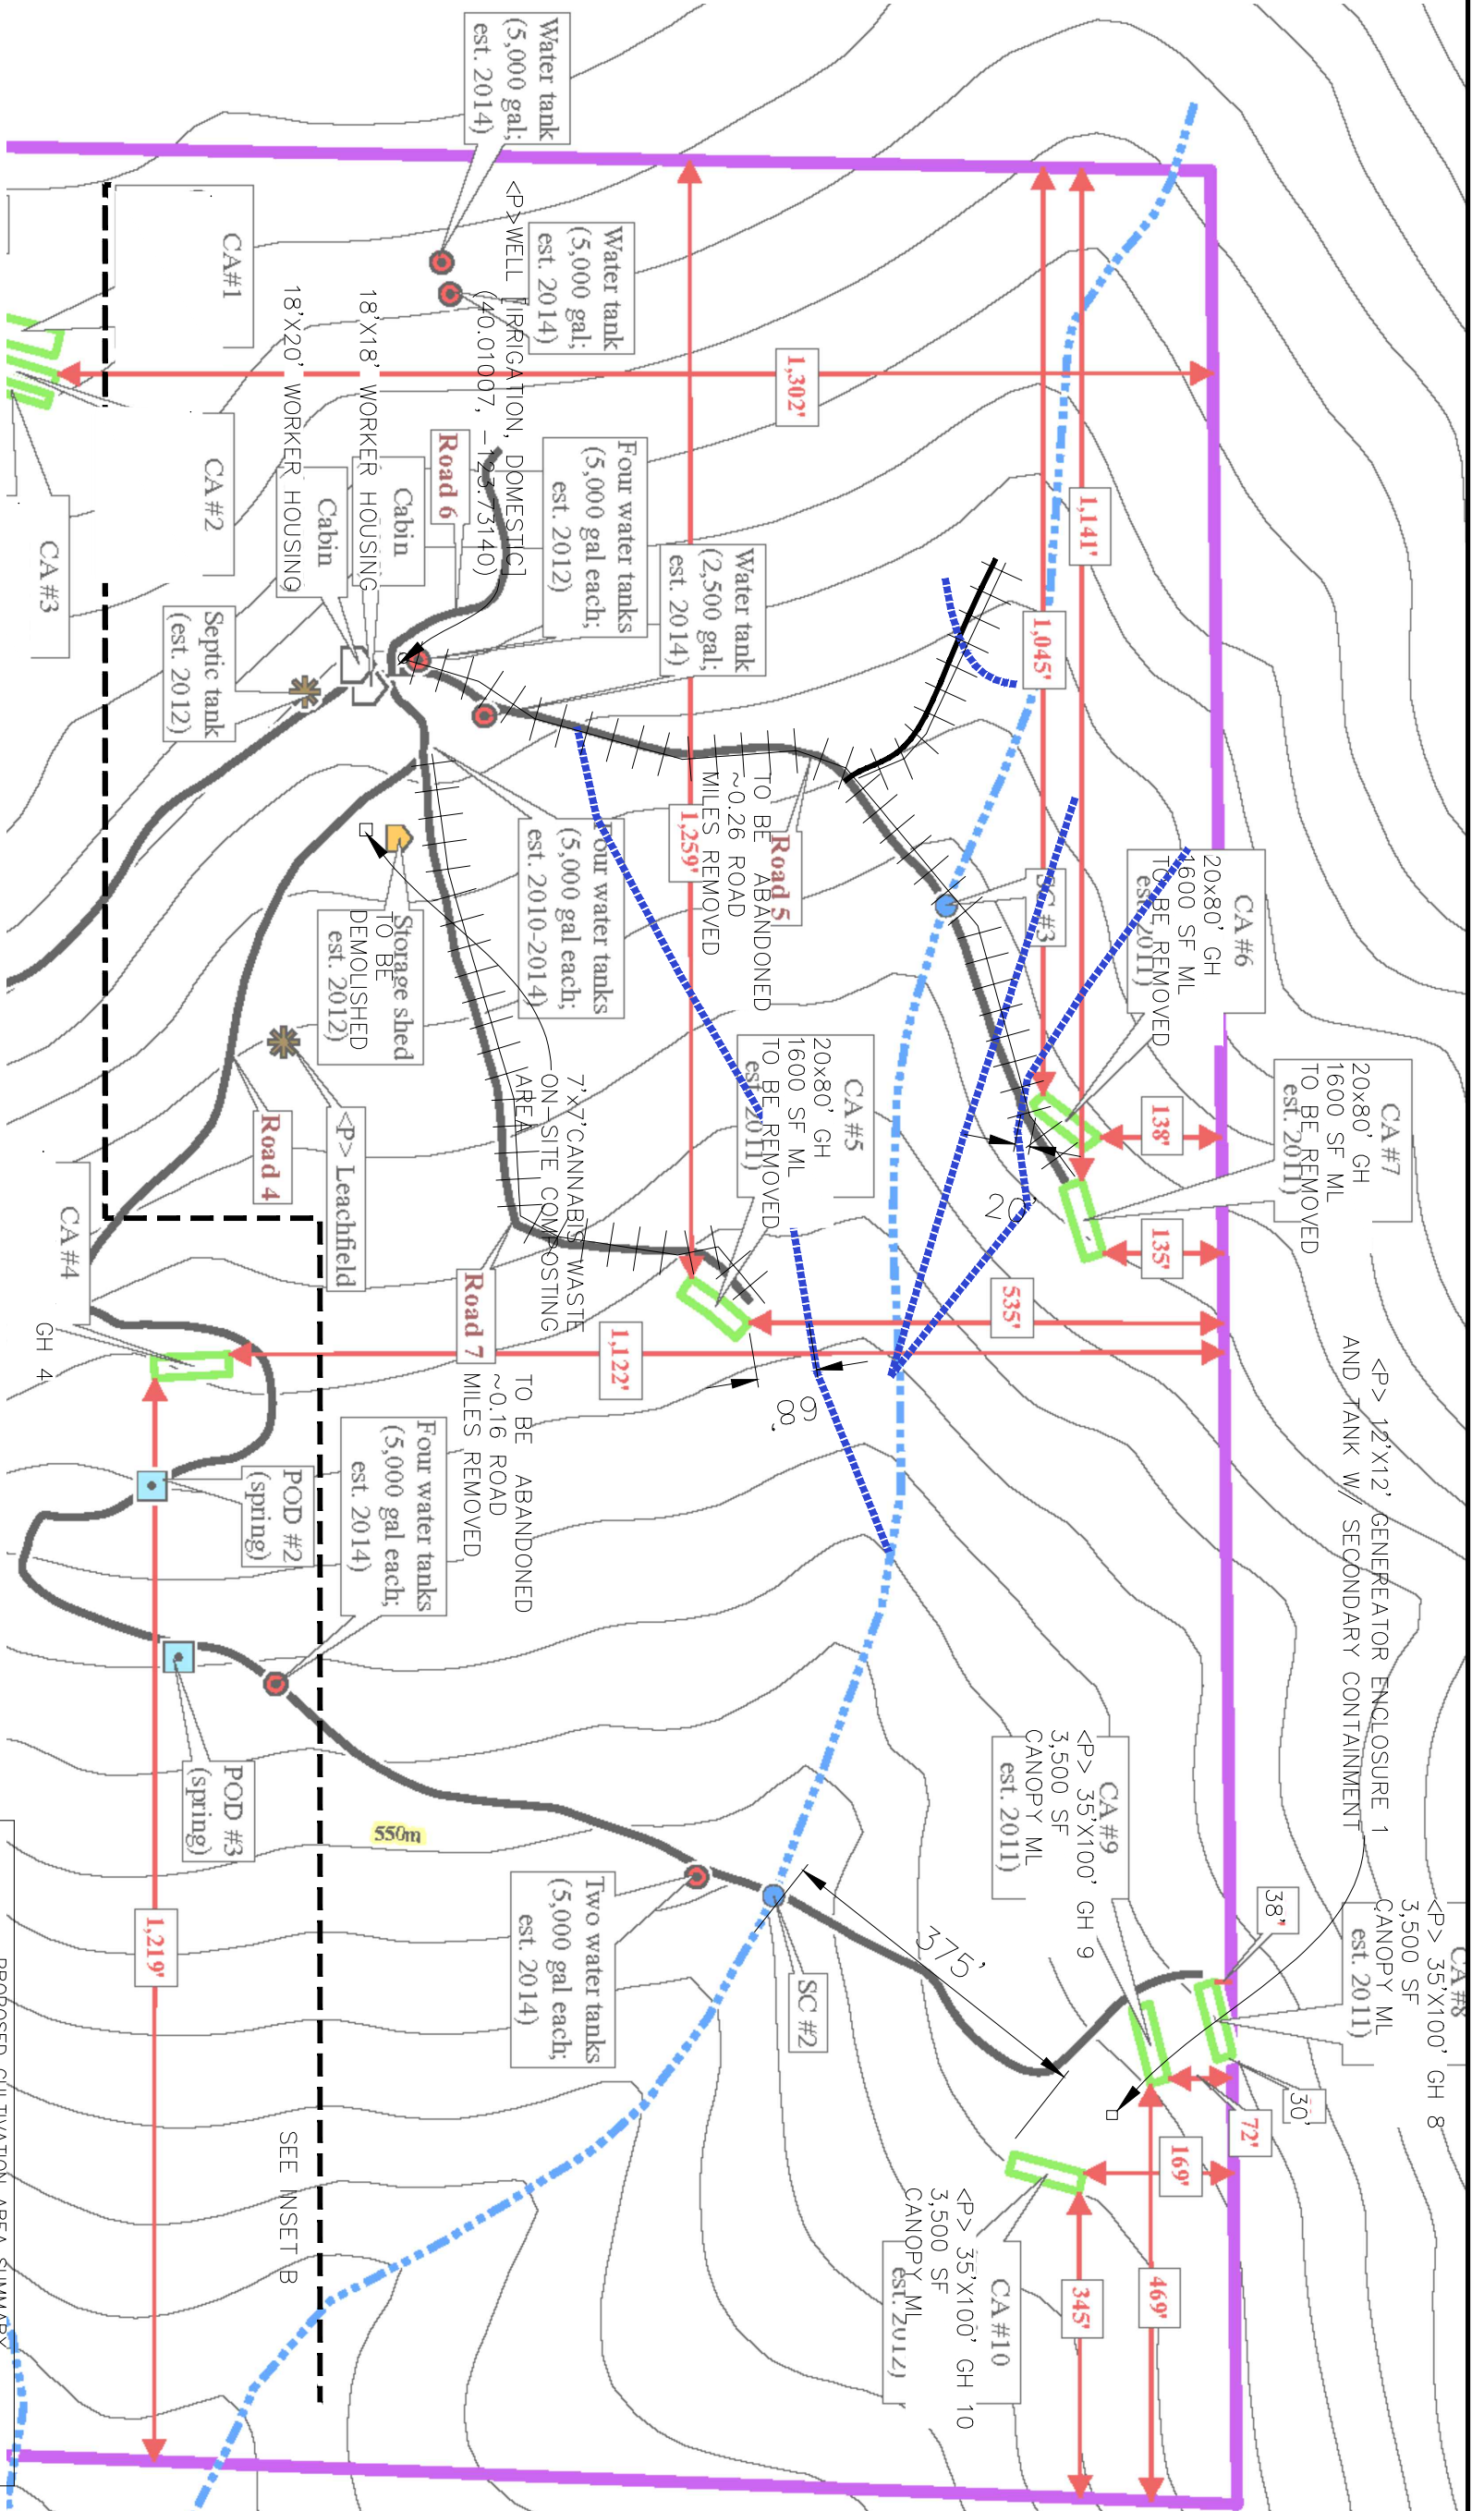 Water tank
(5,000 gal;
est. 2014)
Water tank
(5,000 gal;
est. 2014)
<P>WELL [IRRIGATION, DOMESTIC]
(40.01007, -123.73140)
CA#1
CA #2
CA #3
18'X18' WORKER HOUSING
18'X20' WORKER HOUSING
Cabin
Cabin
Road 6
1,302'
Four water tanks
(5,000 gal each;
est. 2012)
Water tank
(2,500 gal;
est. 2014)
Septic tank
(est. 2012)
1,141'
1,045'
1,259'
Road 5
TO BE ABANDONED
~0.26 ROAD
MILES REMOVED
Four water tanks
(5,000 gal each;
est. 2010-2014)
Storage shed
est. 2012)
TO BE
DEMOLISHED
SC #3
CA #6
20x80' GH
1600 SF ML
TO BE REMOVED
est. 2011)
CA #7
20x80' GH
1600 SF ML
TO BE REMOVED
est. 2011)
138'
135'
20'
CA #5
20x80' GH
1600 SF ML
TO BE REMOVED
est. 2011)
7'x7'CANNABIS WASTE
ON-SITE COMPOSTING
AREA
<P> Leachfield
Road 4
Road 7
CA #4
GH 4
535'
1,122'
68'
TO BE ABANDONED
~0.16 ROAD
MILES REMOVED
Four water tanks
(5,000 gal each;
est. 2014)
POD #2
(spring)
POD #3
(spring)
<P> 12'X12' GENEREATOR ENCLOSURE 1
AND TANK W/ SECONDARY CONTAINMENT
CA #9
<P> 35'X100' GH 9
3,500 SF
CANOPY ML
est. 2011)
CA #8
<P> 35'X100' GH 8
3,500 SF
CANOPY ML
est. 2011)
38'
30'
72'
169'
469'
345'
550m
Two water tanks
(5,000 gal each;
est. 2014)
SC #2
375'
CA #10
<P> 35'X100' GH 10
3,500 SF
CANOPY ML
est. 2012)
1,219'
SEE INSET B
PROPOSED CULTIVATION AREA SUMMARY